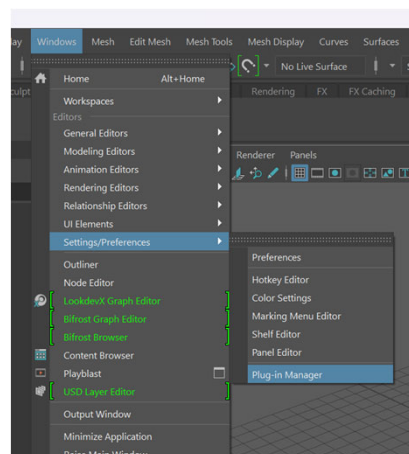 Windows Mesh Edit Mesh Mesh Tools Mesh Display Curves Surfaces
No Live Surface
Home Alt+Home
Rendering FX FX Caching
Workspaces
Editors
General Editors
Modeling Editors
Animation Editors
Renderer Panels
Rendering Editors
Relationship Editors
UI Elements
Settings/Preferences
Preferences
Outliner
Hotkey Editor
Node Editor
Color Settings
LookdevX Graph Editor
Marking Menu Editor
Bifrost Graph Editor
Shelf Editor
Bifrost Browser
Panel Editor
Content Browser
Plug-in Manager
Playblast
USD Layer Editor
Output Window
Minimize Application